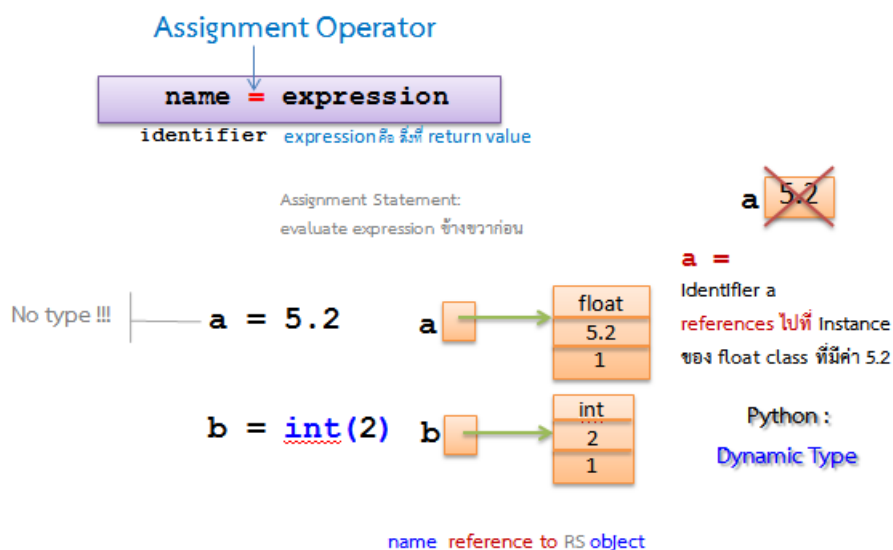 Assignment Operator
name = expression
identifier expression คือ สิ่งที่ return value
Assignment Statement:
evaluate expression ข้างขวาก่อน
a 5.2
a =
Identifier a
references ไปที่ Instance
ของ float class ที่มีค่า 5.2
No type !!!
a = 5.2
a
float
5.2
1
b = int(2)
b
int
2
1
Python :
Dynamic Type
name reference to RS object